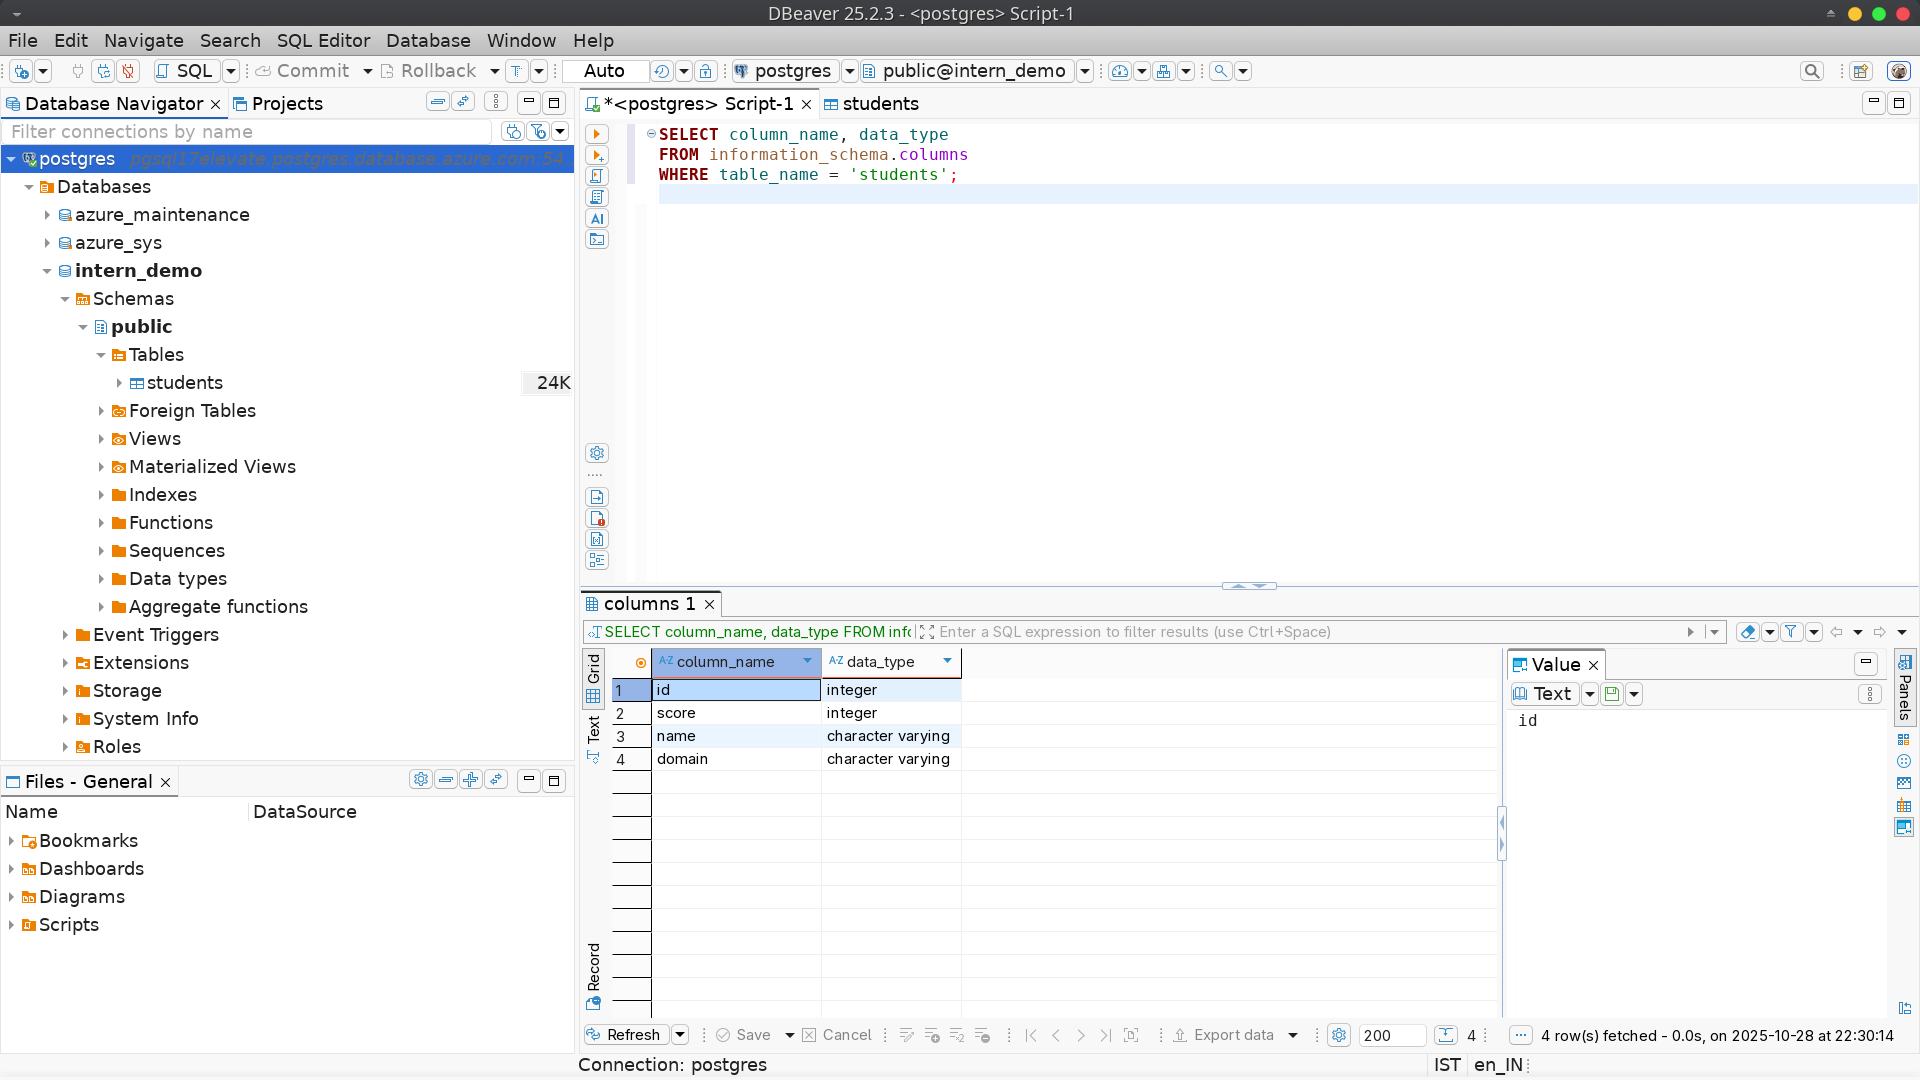 DBeaver 25.2.3 - <postgres> Script-1
File Edit Navigate Search SQL Editor Database Window Help
SQL Commit Rollback T Auto postgres public@intern_demo
Database Navigator Projects
Filter connections by name
postgres pgsql17elevate.postgres.database.azure.com:54...
Databases
azure_maintenance
azure_sys
intern_demo
Schemas
public
Tables
students 24K
Foreign Tables
Views
Materialized Views
Indexes
Functions
Sequences
Data types
Aggregate functions
Event Triggers
Extensions
Storage
System Info
Roles
Files - General
Name DataSource
Bookmarks
Dashboards
Diagrams
Scripts
*<postgres> Script-1 students
AI
SELECT column_name, data_type
FROM information_schema.columns
WHERE table_name = 'students';
columns 1
SELECT column_name, data_type FROM info Enter a SQL expression to filter results (use Ctrl+Space)
Grid
Text
Record
A-Z column_name A-Z data_type
1 id integer
2 score integer
3 name character varying
4 domain character varying
Value
Text
id
Panels
Refresh Save Cancel Export data 200 4 ... 4 row(s) fetched - 0.0s, on 2025-10-28 at 22:30:14
Connection: postgres IST en_IN